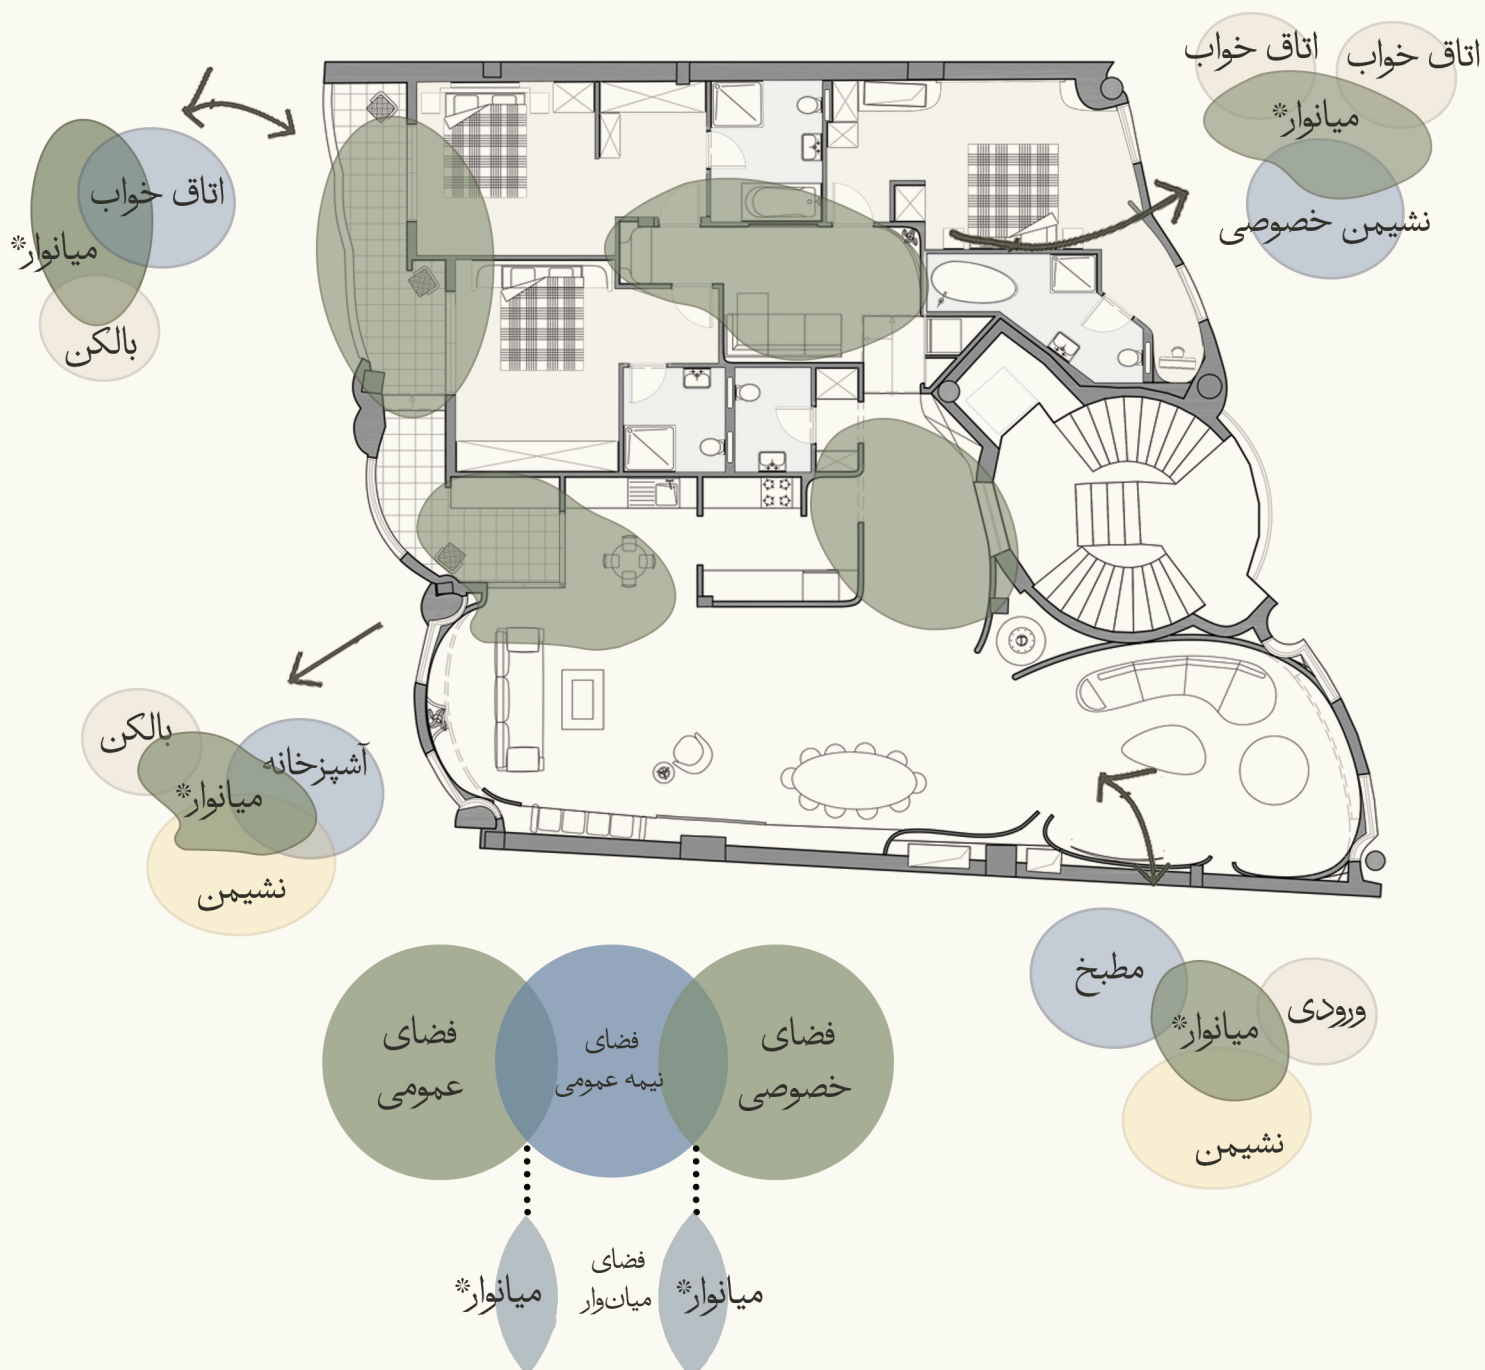 اتاق خواب
اتاق خواب
میانوار*
نشیمن خصوصی
اتاق خواب
میانوار*
بالکن
بالکن
آشپزخانه
میانوار*
نشیمن
مطبخ
ورودی
میانوار*
نشیمن
فضای
خصوصی
فضای
نیمه عمومی
فضای
عمومی
میانوار*
فضای
میان‌وار
میانوار*